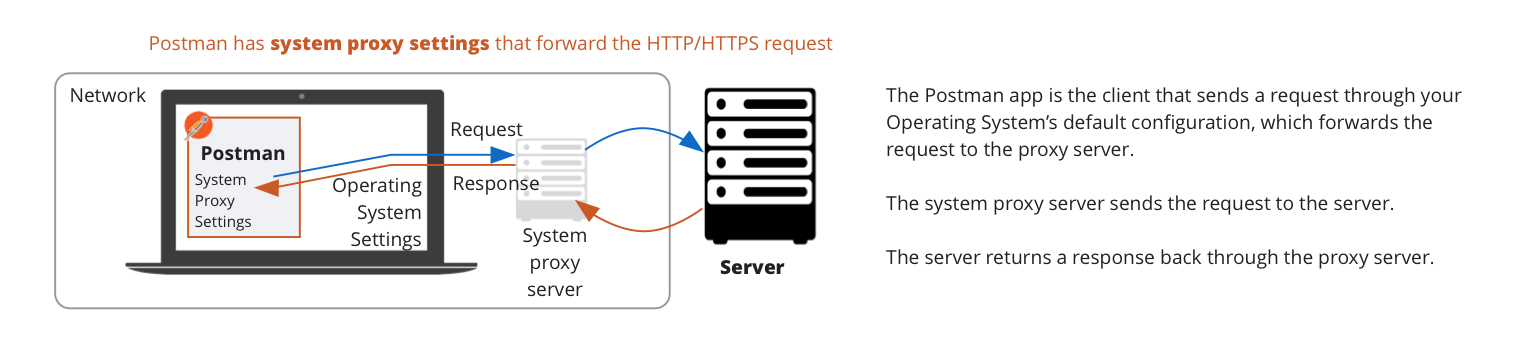 Postman has system proxy settings that forward the HTTP/HTTPS request
Network
Postman
System
Proxy
Settings
Operating
System
Settings
Request
Response
System
proxy
server
Server
The Postman app is the client that sends a request through your
Operating System’s default configuration, which forwards the
request to the proxy server.
The system proxy server sends the request to the server.
The server returns a response back through the proxy server.